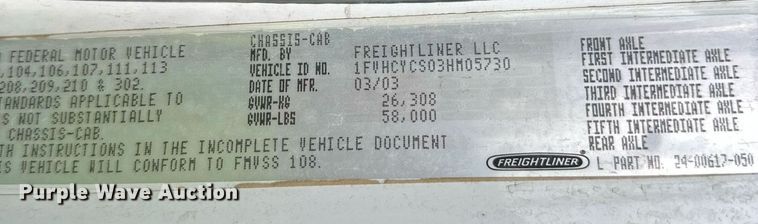 FEDERAL MOTOR VEHICLE
,104,106,107,111,113
208,209,210 & 302.
STANDARDS APPLICABLE TO
IS NOT SUBSTANTIALLY
CHASSIS-CAB.
TH INSTRUCTIONS IN THE INCOMPLETE VEHICLE DOCUMENT
IS VEHICLE WILL CONFORM TO FMVSS 108.
CHASSIS-CAB
MFD. BY FREIGHTLINER LLC
VEHICLE ID NO. 1FVHCYCS03HM05730
DATE OF MFR. 03/03
GVWR-KG 26,308
GVWR-LBS 58,000
FRONT AXLE
FIRST INTERMEDIATE AXLE
SECOND INTERMEDIATE AXLE
THIRD INTERMEDIATE AXLE
FOURTH INTERMEDIATE AXLE
FIFTH INTERMEDIATE AXLE
REAR AXLE
FREIGHTLINER L PART NO. 24-00617-050
Purple Wave Auction